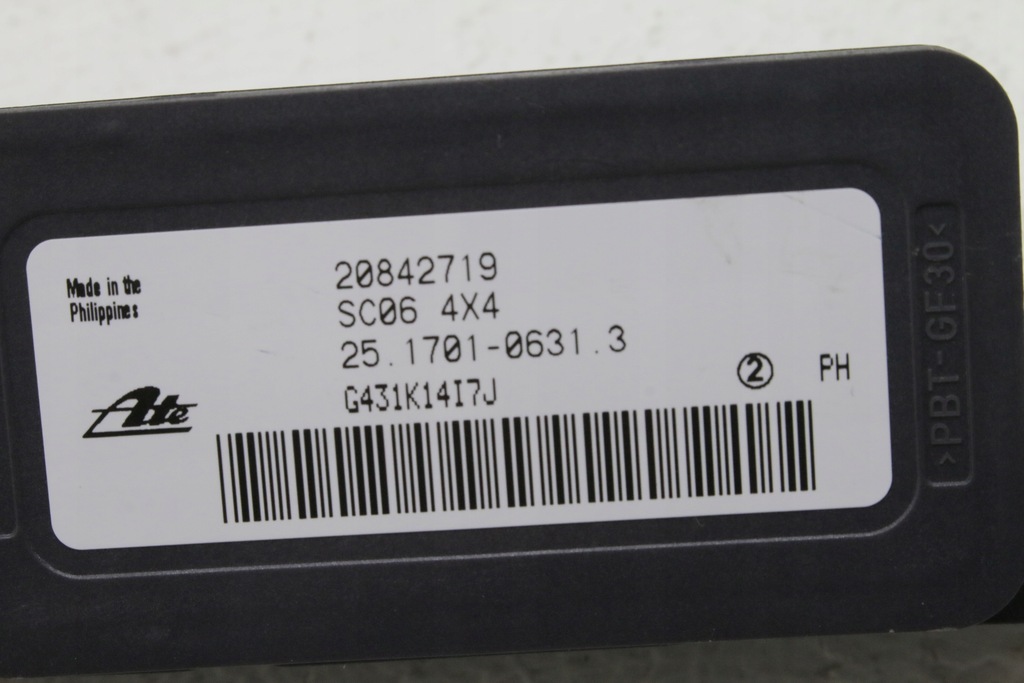 Made in the
Philippines
Ate
20842719
SC06 4X4
25.1701-0631.3
G431K14I7J
2
PH
>PBT-GF30<